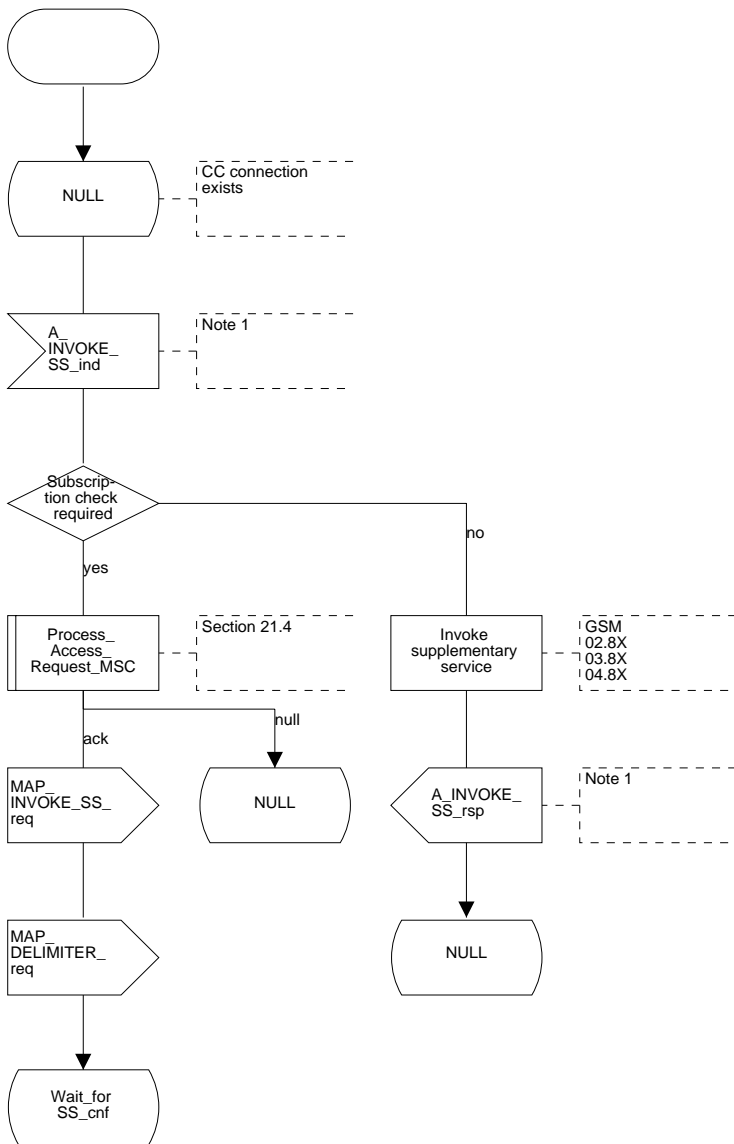 NULL
CC connection
exists
A_
INVOKE_
SS_ind
Note 1
Subscrip-
tion check
required
no
yes
Process_
Access_
Request_MSC
Section 21.4
Invoke
supplementary
service
GSM
02.8X
03.8X
04.8X
null
ack
MAP_
INVOKE_SS_
req
NULL
A_INVOKE_
SS_rsp
Note 1
MAP_
DELIMITER_
req
NULL
Wait_for
SS_cnf